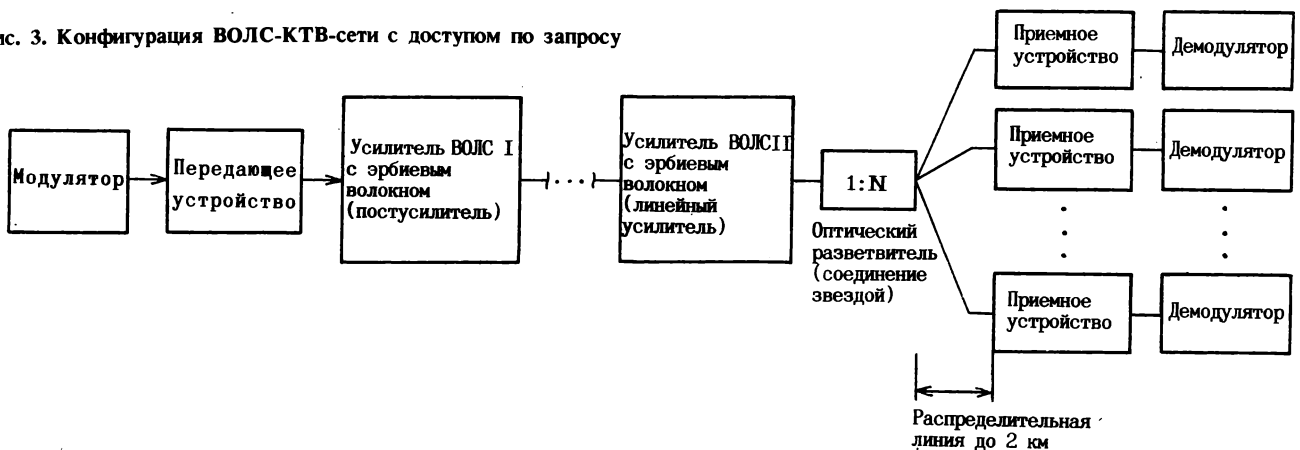 ис. 3. Конфигурация ВОЛС-КТВ-сети с доступом по запросу
Модулятор
Передающее
устройство
Усилитель ВОЛС I
с эрбиевым
волокном
(постусилитель)
Усилитель ВОЛСII
с эрбиевым
волокном
(линейный
усилитель)
1:N
Оптический
разветвитель
(соединение
звездой)
Приемное
устройство
Демодулятор
Приемное
устройство
Демодулятор
Приемное
устройство
Демодулятор
Распределительная
линия до 2 км